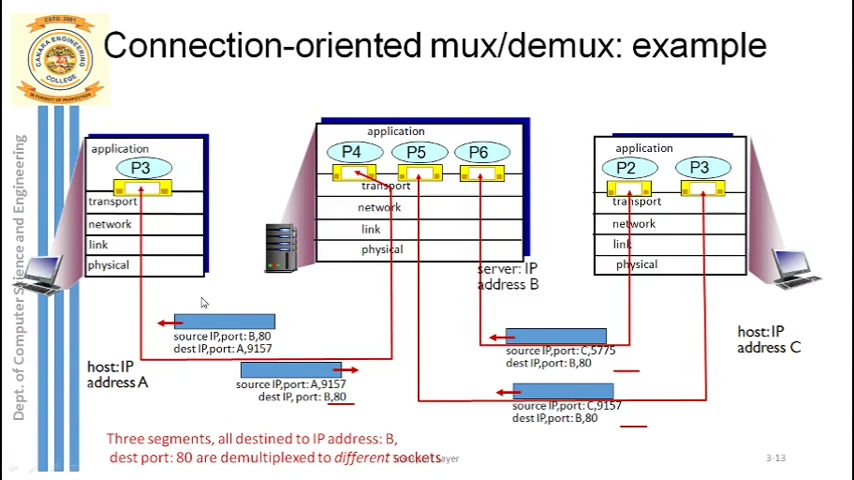 Connection-oriented mux/demux: example
ESTD. 2001
CANARA ENGINEERING
COLLEGE
Dept. of Computer Science and Engineering
application
P3
transport
network
link
physical
application
P4
P5
P6
transport
network
link
physical
server: IP
address B
application
P2
P3
transport
network
link
physical
source IP,port: B,80
dest IP,port: A,9157
host: IP
address A
source IP,port: A,9157
dest IP, port: B,80
source IP,port: C,5775
dest IP,port: B,80
source IP,port: C,9157
dest IP,port: B,80
host: IP
address C
Three segments, all destined to IP address: B,
dest port: 80 are demultiplexed to different sockets
Layer
3-13